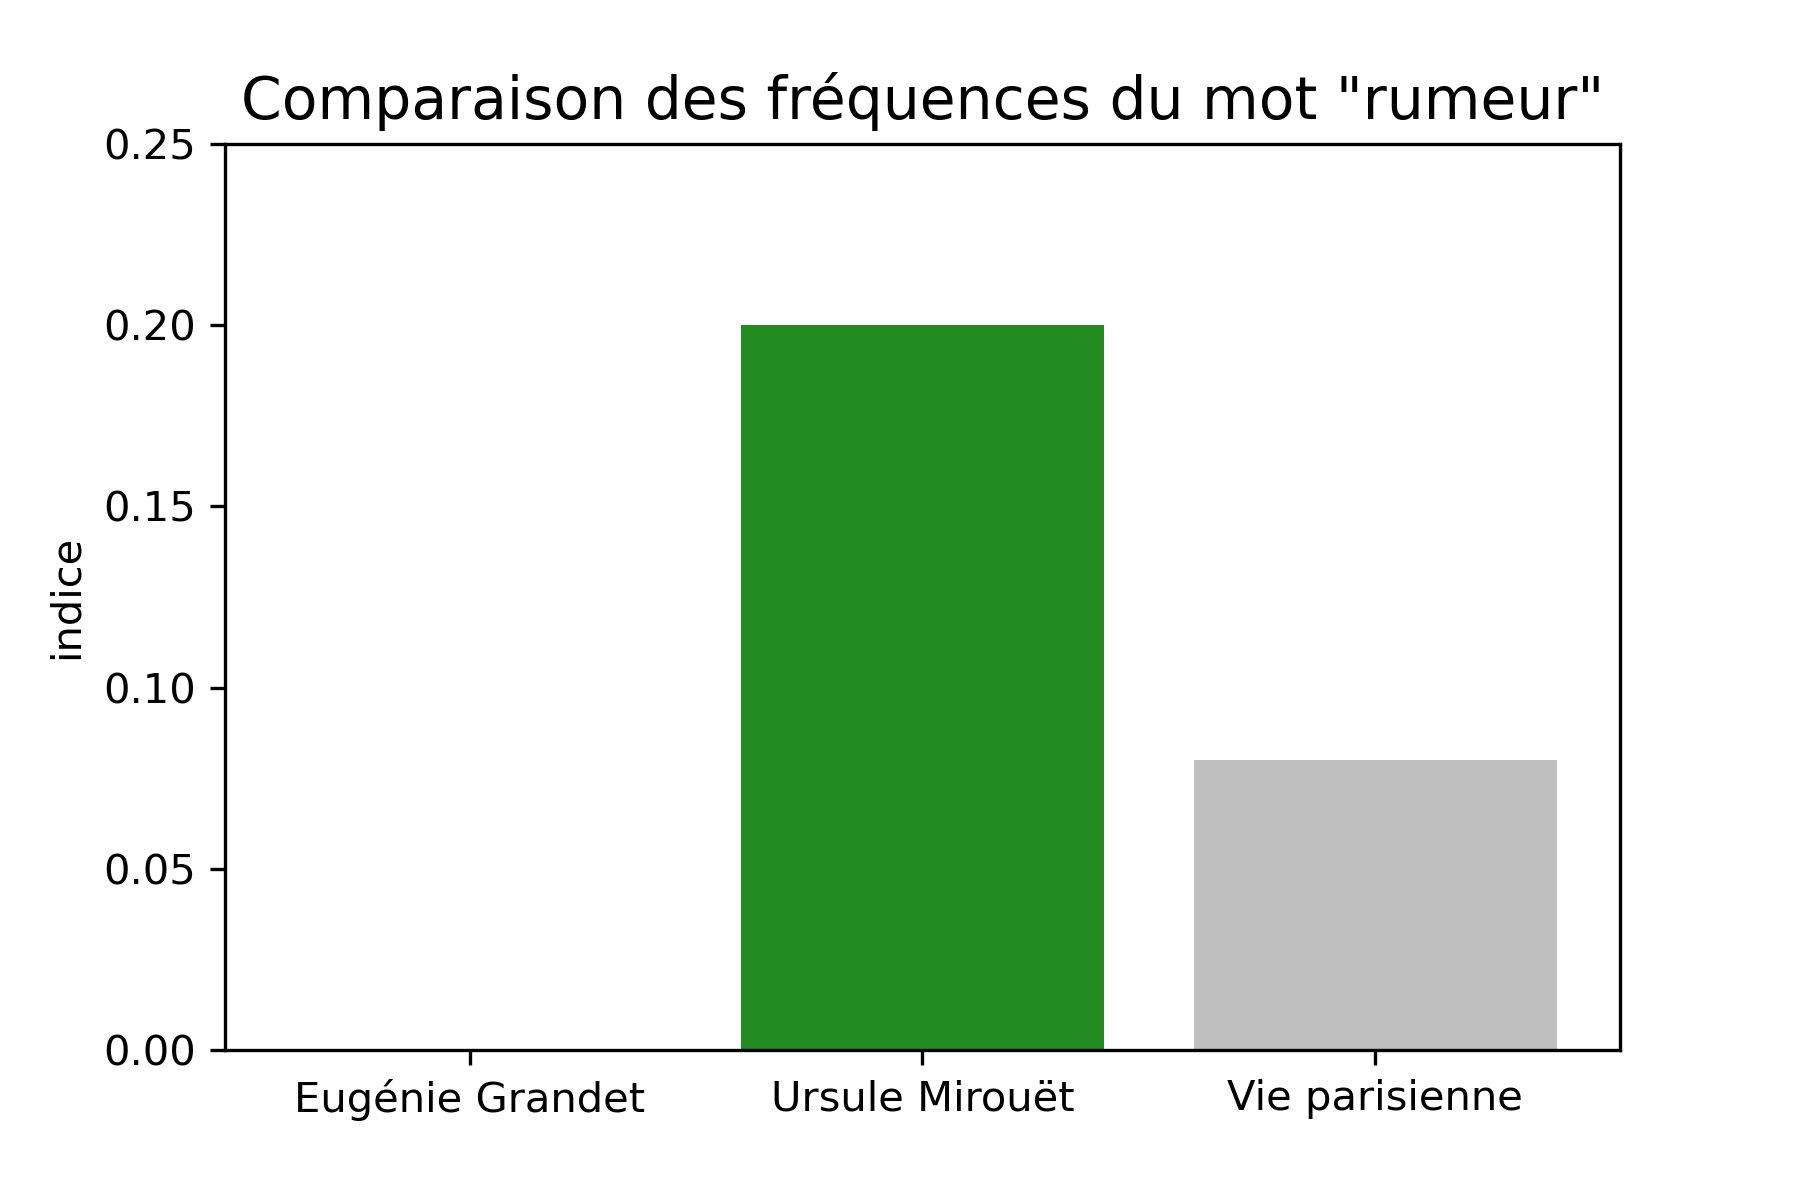 Comparaison des fréquences du mot "rumeur"
0.25
0.20
0.15
0.10
0.05
0.00
indice
Eugénie Grandet Ursule Mirouët Vie parisienne